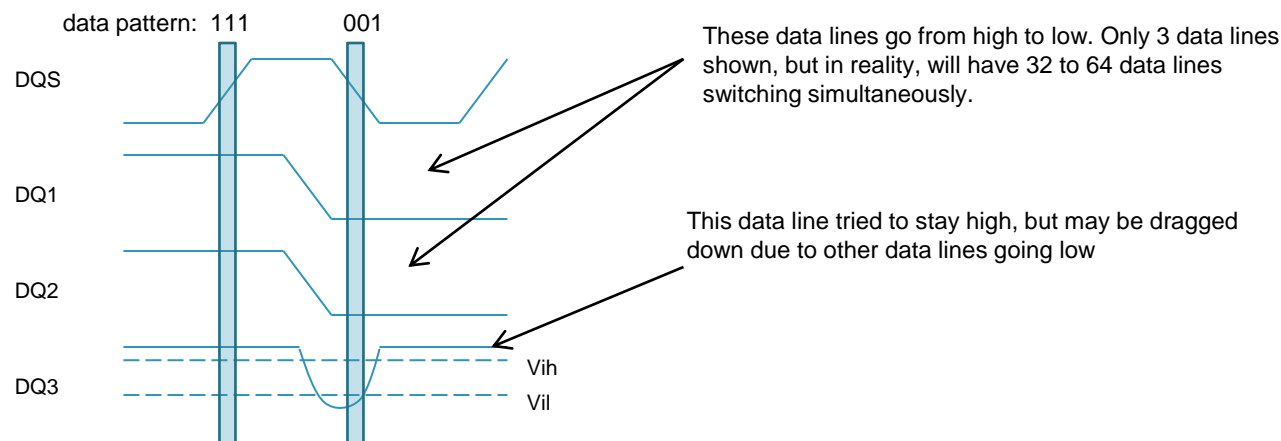 data pattern: 111 001
These data lines go from high to low. Only 3 data lines
shown, but in reality, will have 32 to 64 data lines
switching simultaneously.
DQS
DQ1
This data line tried to stay high, but may be dragged
down due to other data lines going low
DQ2
Vih
DQ3
Vil